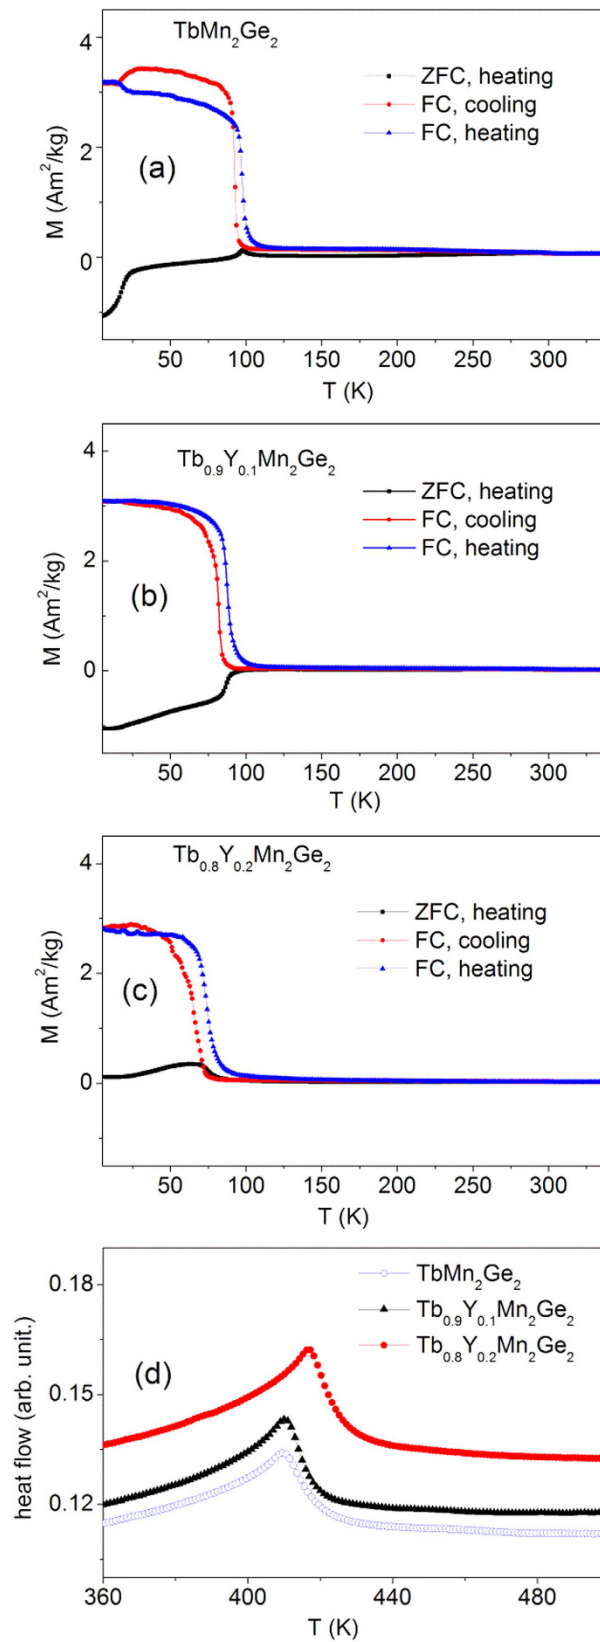 TbMn₂Ge₂
ZFC, heating
FC, cooling
FC, heating
(a)
M (Am²/kg)
4
2
0
50 100 150 200 250 300
T (K)
Tb₀.₉Y₀.₁Mn₂Ge₂
ZFC, heating
FC, cooling
FC, heating
(b)
M (Am²/kg)
4
2
0
50 100 150 200 250 300
T (K)
Tb₀.₈Y₀.₂Mn₂Ge₂
ZFC, heating
FC, cooling
FC, heating
(c)
M (Am²/kg)
4
2
0
50 100 150 200 250 300
T (K)
TbMn₂Ge₂
Tb₀.₉Y₀.₁Mn₂Ge₂
Tb₀.₈Y₀.₂Mn₂Ge₂
(d)
heat flow (arb. unit.)
0.18
0.15
0.12
360 400 440 480
T (K)